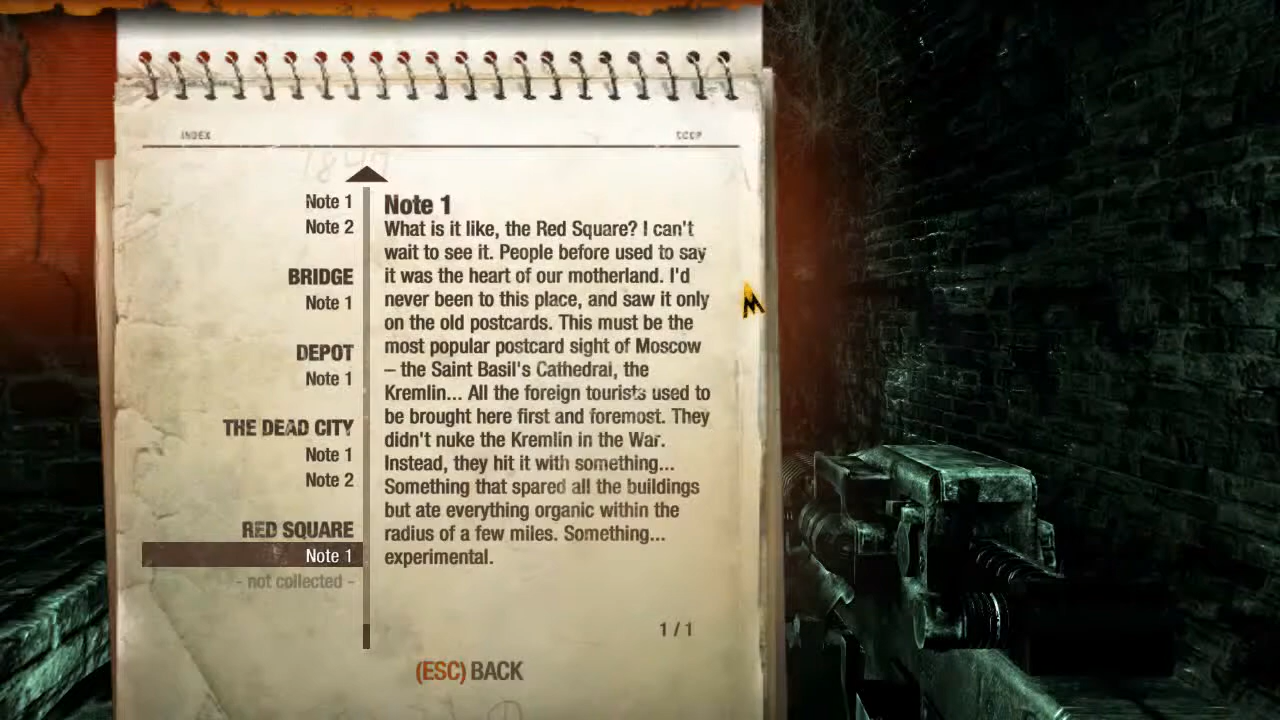 INDEX
CCCP
Note 1
Note 2
BRIDGE
Note 1
DEPOT
Note 1
THE DEAD CITY
Note 1
Note 2
RED SQUARE
Note 1
- not collected -
Note 1
What is it like, the Red Square? I can't
wait to see it. People before used to say
it was the heart of our motherland. I'd
never been to this place, and saw it only
on the old postcards. This must be the
most popular postcard sight of Moscow
– the Saint Basil's Cathedral, the
Kremlin... All the foreign tourists used to
be brought here first and foremost. They
didn't nuke the Kremlin in the War.
Instead, they hit it with something...
Something that spared all the buildings
but ate everything organic within the
radius of a few miles. Something...
experimental.
1 / 1
(ESC) BACK